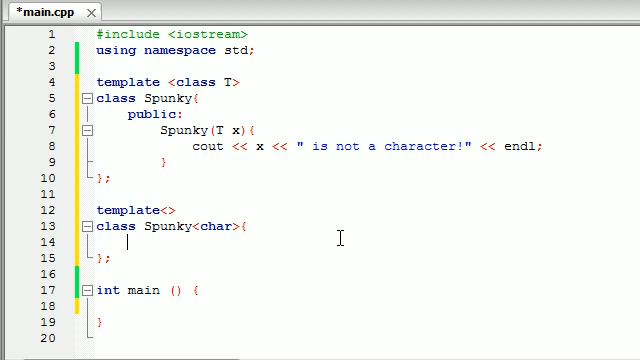 *main.cpp
1 #include <iostream>
2 using namespace std;
3
4 template <class T>
5 class Spunky{
6 public:
7 Spunky(T x){
8 cout << x << " is not a character!" << endl;
9 }
10 };
11
12 template<>
13 class Spunky<char>{
14
15 };
16
17 int main () {
18
19 }
20